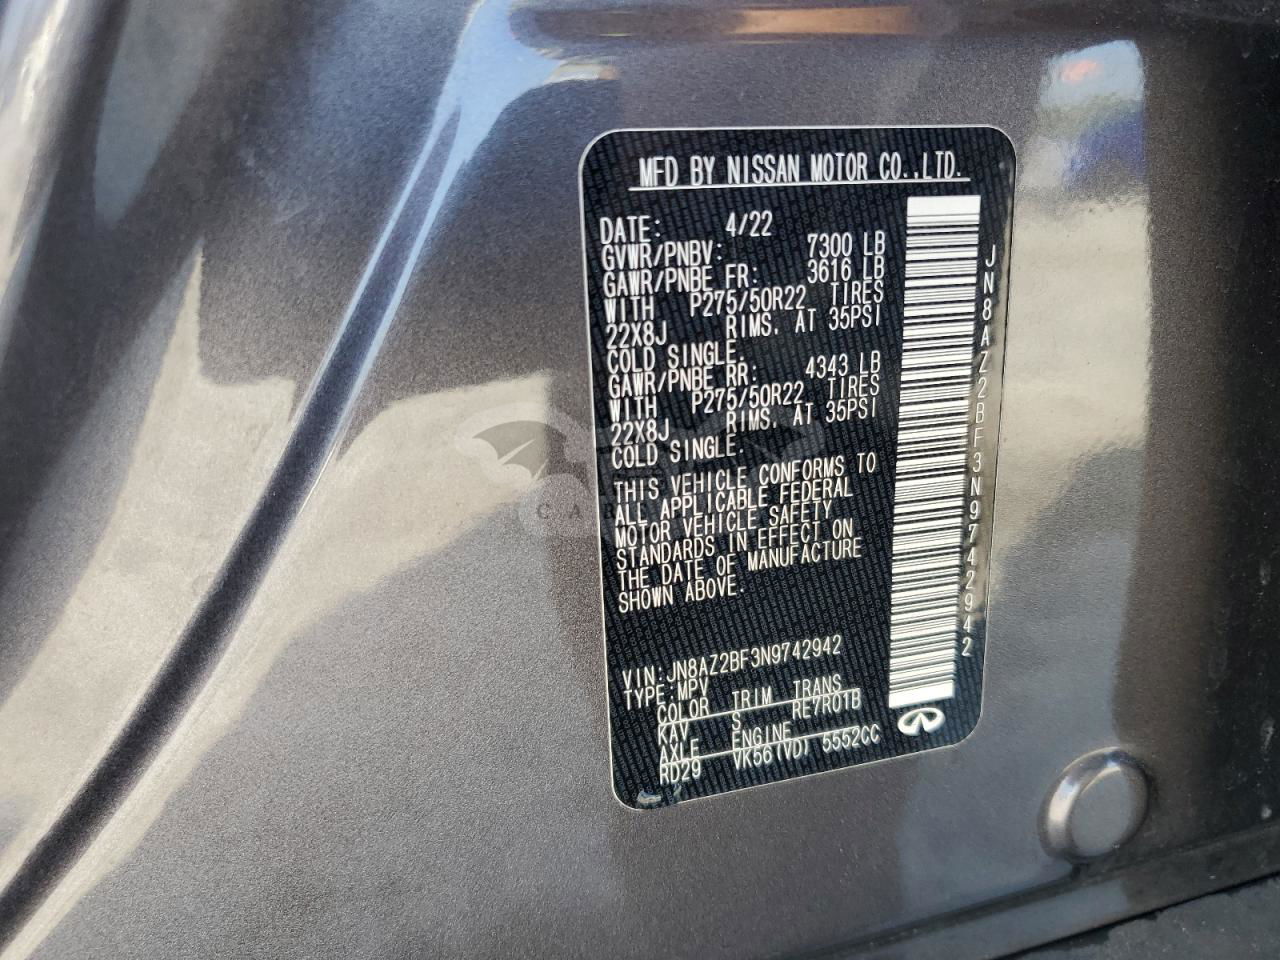 MFD BY NISSAN MOTOR CO.,LTD.
DATE: 4/22
GVWR/PNBV: 7300 LB
GAWR/PNBE FR: 3616 LB
WITH P275/50R22 TIRES
22X8J RIMS. AT 35PSI
COLD SINGLE.
GAWR/PNBE RR: 4343 LB
WITH P275/50R22 TIRES
22X8J RIMS. AT 35PSI
COLD SINGLE.
THIS VEHICLE CONFORMS TO
ALL APPLICABLE FEDERAL
MOTOR VEHICLE SAFETY
STANDARDS IN EFFECT ON
THE DATE OF MANUFACTURE
SHOWN ABOVE.
VIN:JN8AZ2BF3N9742942
TYPE:MPV
COLOR TRIM TRANS
KAV S RE7R01B
AXLE ENGINE
RD29 VK56(VD) 5552CC
JN8AZ2BF3N9742942